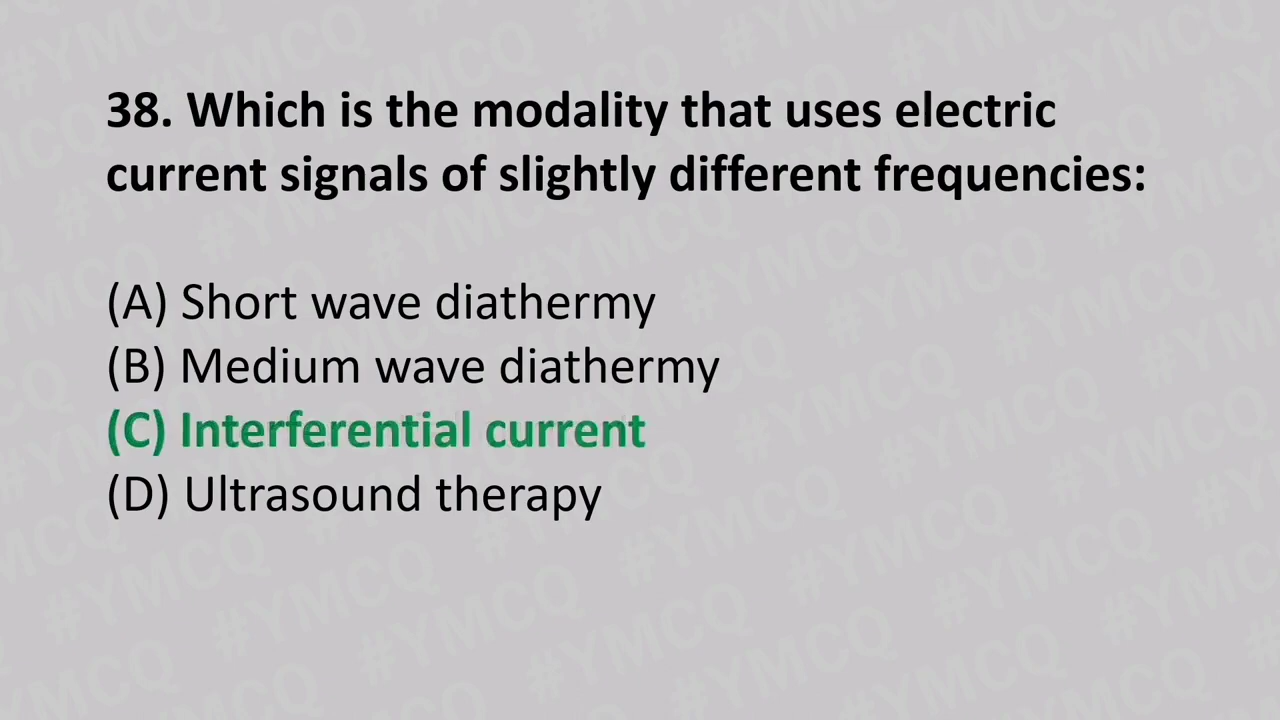 38. Which is the modality that uses electric
current signals of slightly different frequencies:
(A) Short wave diathermy
(B) Medium wave diathermy
(C) Interferential current
(D) Ultrasound therapy
#YMCQ